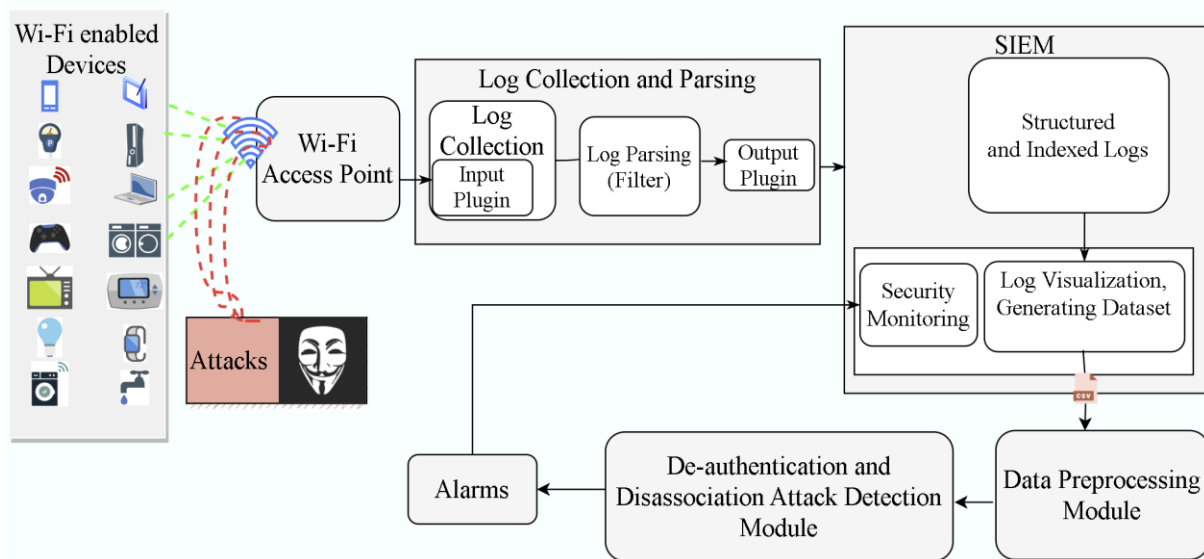 Wi-Fi enabled
Devices
Wi-Fi
Access Point
Attacks
Log Collection and Parsing
Log
Collection
Input
Plugin
Log Parsing
(Filter)
Output
Plugin
SIEM
Structured
and Indexed Logs
Security
Monitoring
Log Visualization,
Generating Dataset
CSV
Data Preprocessing
Module
De-authentication and
Disassociation Attack Detection
Module
Alarms